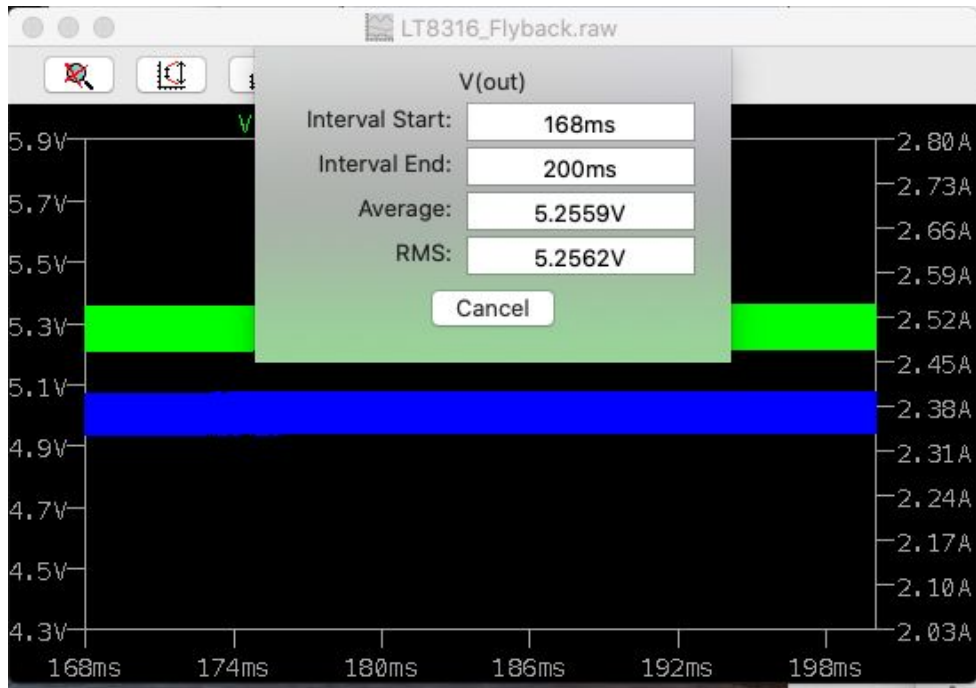 LT8316_Flyback.raw
V(out)
Interval Start: 168ms
Interval End: 200ms
Average: 5.2559V
RMS: 5.2562V
Cancel
V
5.9V
5.7V
5.5V
5.3V
5.1V
4.9V
4.7V
4.5V
4.3V
2.80A
2.73A
2.66A
2.59A
2.52A
2.45A
2.38A
2.31A
2.24A
2.17A
2.10A
2.03A
168ms 174ms 180ms 186ms 192ms 198ms